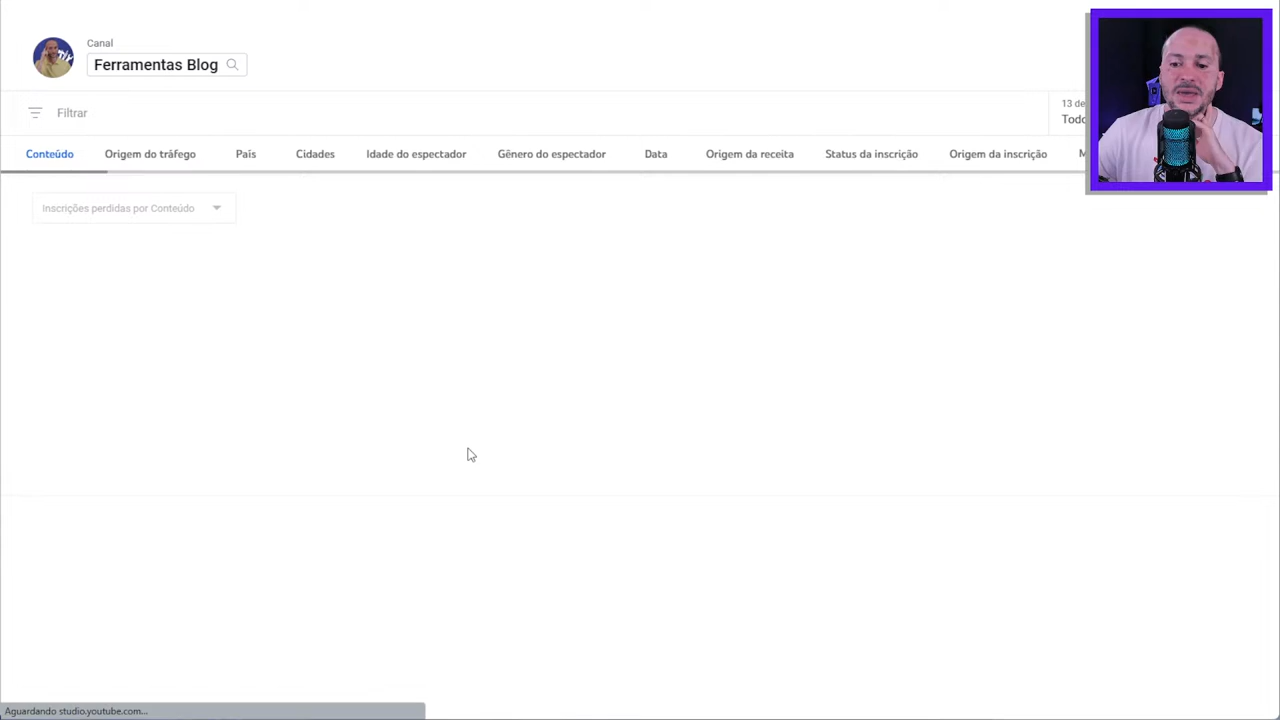 Canal
Ferramentas Blog
Filtrar
13 de
Todo
Conteúdo Origem do tráfego País Cidades Idade do espectador Gênero do espectador Data Origem da receita Status da inscrição Origem da inscrição M
Inscrições perdidas por Conteúdo
Aguardando studio.youtube.com...